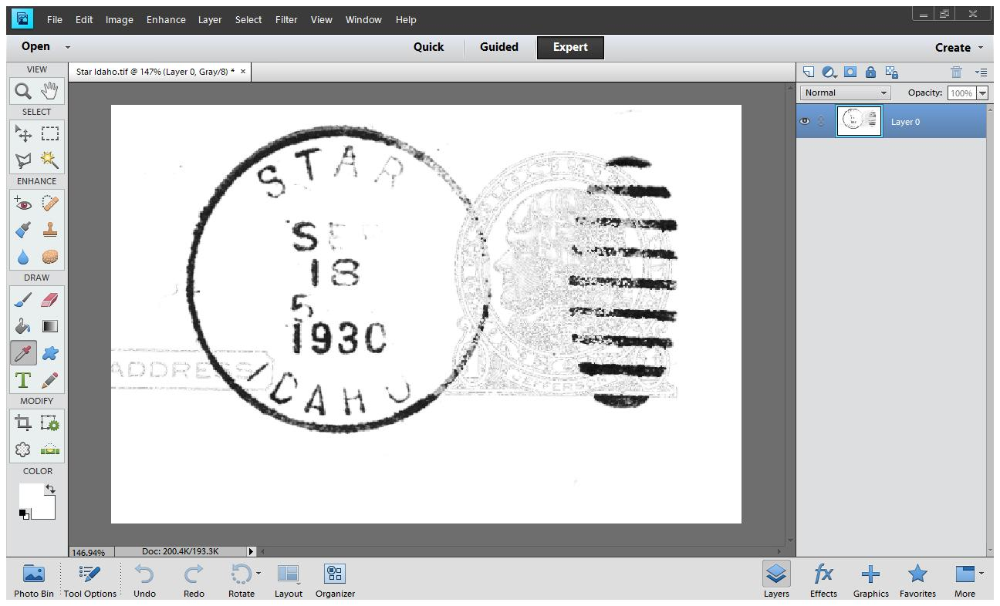 File Edit Image Enhance Layer Select Filter View Window Help
Open Quick Guided Expert Create
VIEW
Star Idaho.tif @ 147% (Layer 0, Gray/8) * ×
SELECT
ENHANCE
DRAW
MODIFY
COLOR
STAR
SEP
18
5
1930
IDAHO
ADDRESS
Normal Opacity: 100%
Layer 0
146.94% Doc: 200.4K/193.3K
Photo Bin Tool Options Undo Redo Rotate Layout Organizer Layers Effects Graphics Favorites More